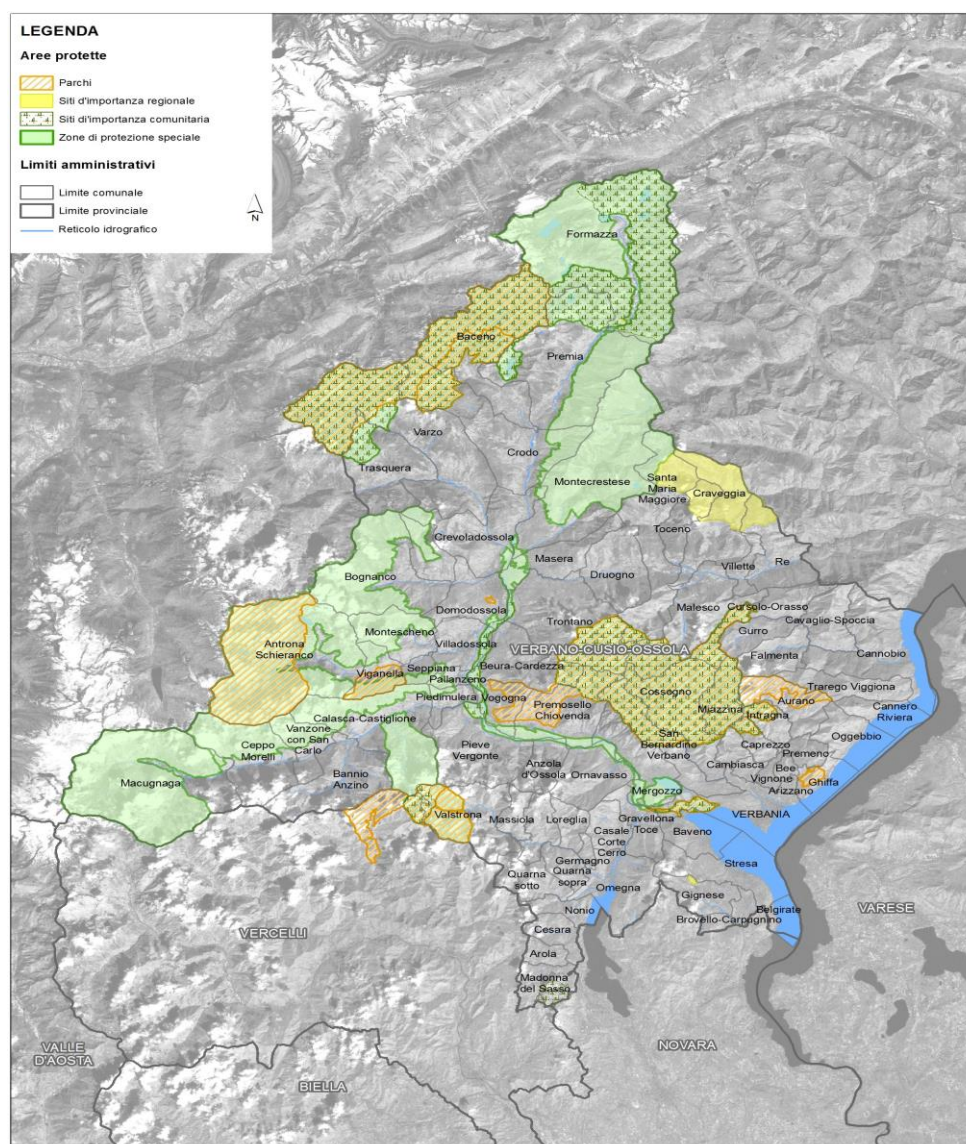 LEGENDA
Aree protette
Parchi
Siti d'importanza regionale
Siti di'importanza comunitaria
Zone di protezione speciale
Limiti amministrativi
Limite comunale
Limite provinciale
Reticolo idrografico
N
Formazza
Baceno
Premia
Varzo
Crodo
Trasquera
Montecrestese
Santa
Maria
Maggiore
Craveggia
Toceno
Crevoladossola
Masera
Villette
Re
Druogno
Bognanco
Domodossola
Malesco
Cursolo-Orasso
Trontano
Cavaglio-Spoccia
Gurro
Montescheno
Villadossola
VERBANO-CUSIO-OSSOLA
Antrona
Schieranco
Falmenta
Cannobio
Seppiana
Beura-Cardezza
Viganella
Pallanzeno
Cossogno
Trarego Viggiona
Piedimulera
Vogogna
Premosello
Chiovenda
Aurano
Miazzina
Cannero
Riviera
Intragna
Calasca-Castiglione
Vanzone
con San
Carlo
San
Bernardino
Verbano
Oggebbio
Ceppo
Morelli
Pieve
Vergonte
Caprezzo
Premeno
Bannio
Anzino
Anzola
d'Ossola
Ornavasso
Cambiasca
Bee
Vignone
Arizzano
Ghiffa
Macugnaga
Mergozzo
Valstrona
Massiola
Loreglia
Gravellona
Toce
VERBANIA
Casale
Corte
Cerro
Baveno
Germagno
Stresa
Quarna
sotto
Quarna
sopra
Omegna
Gignese
Nonio
Belgirate
Brovello-Carpugnino
VARESE
Cesara
VERCELLI
Arola
Madonna
del Sasso
VALLE
D'AOSTA
NOVARA
BIELLA